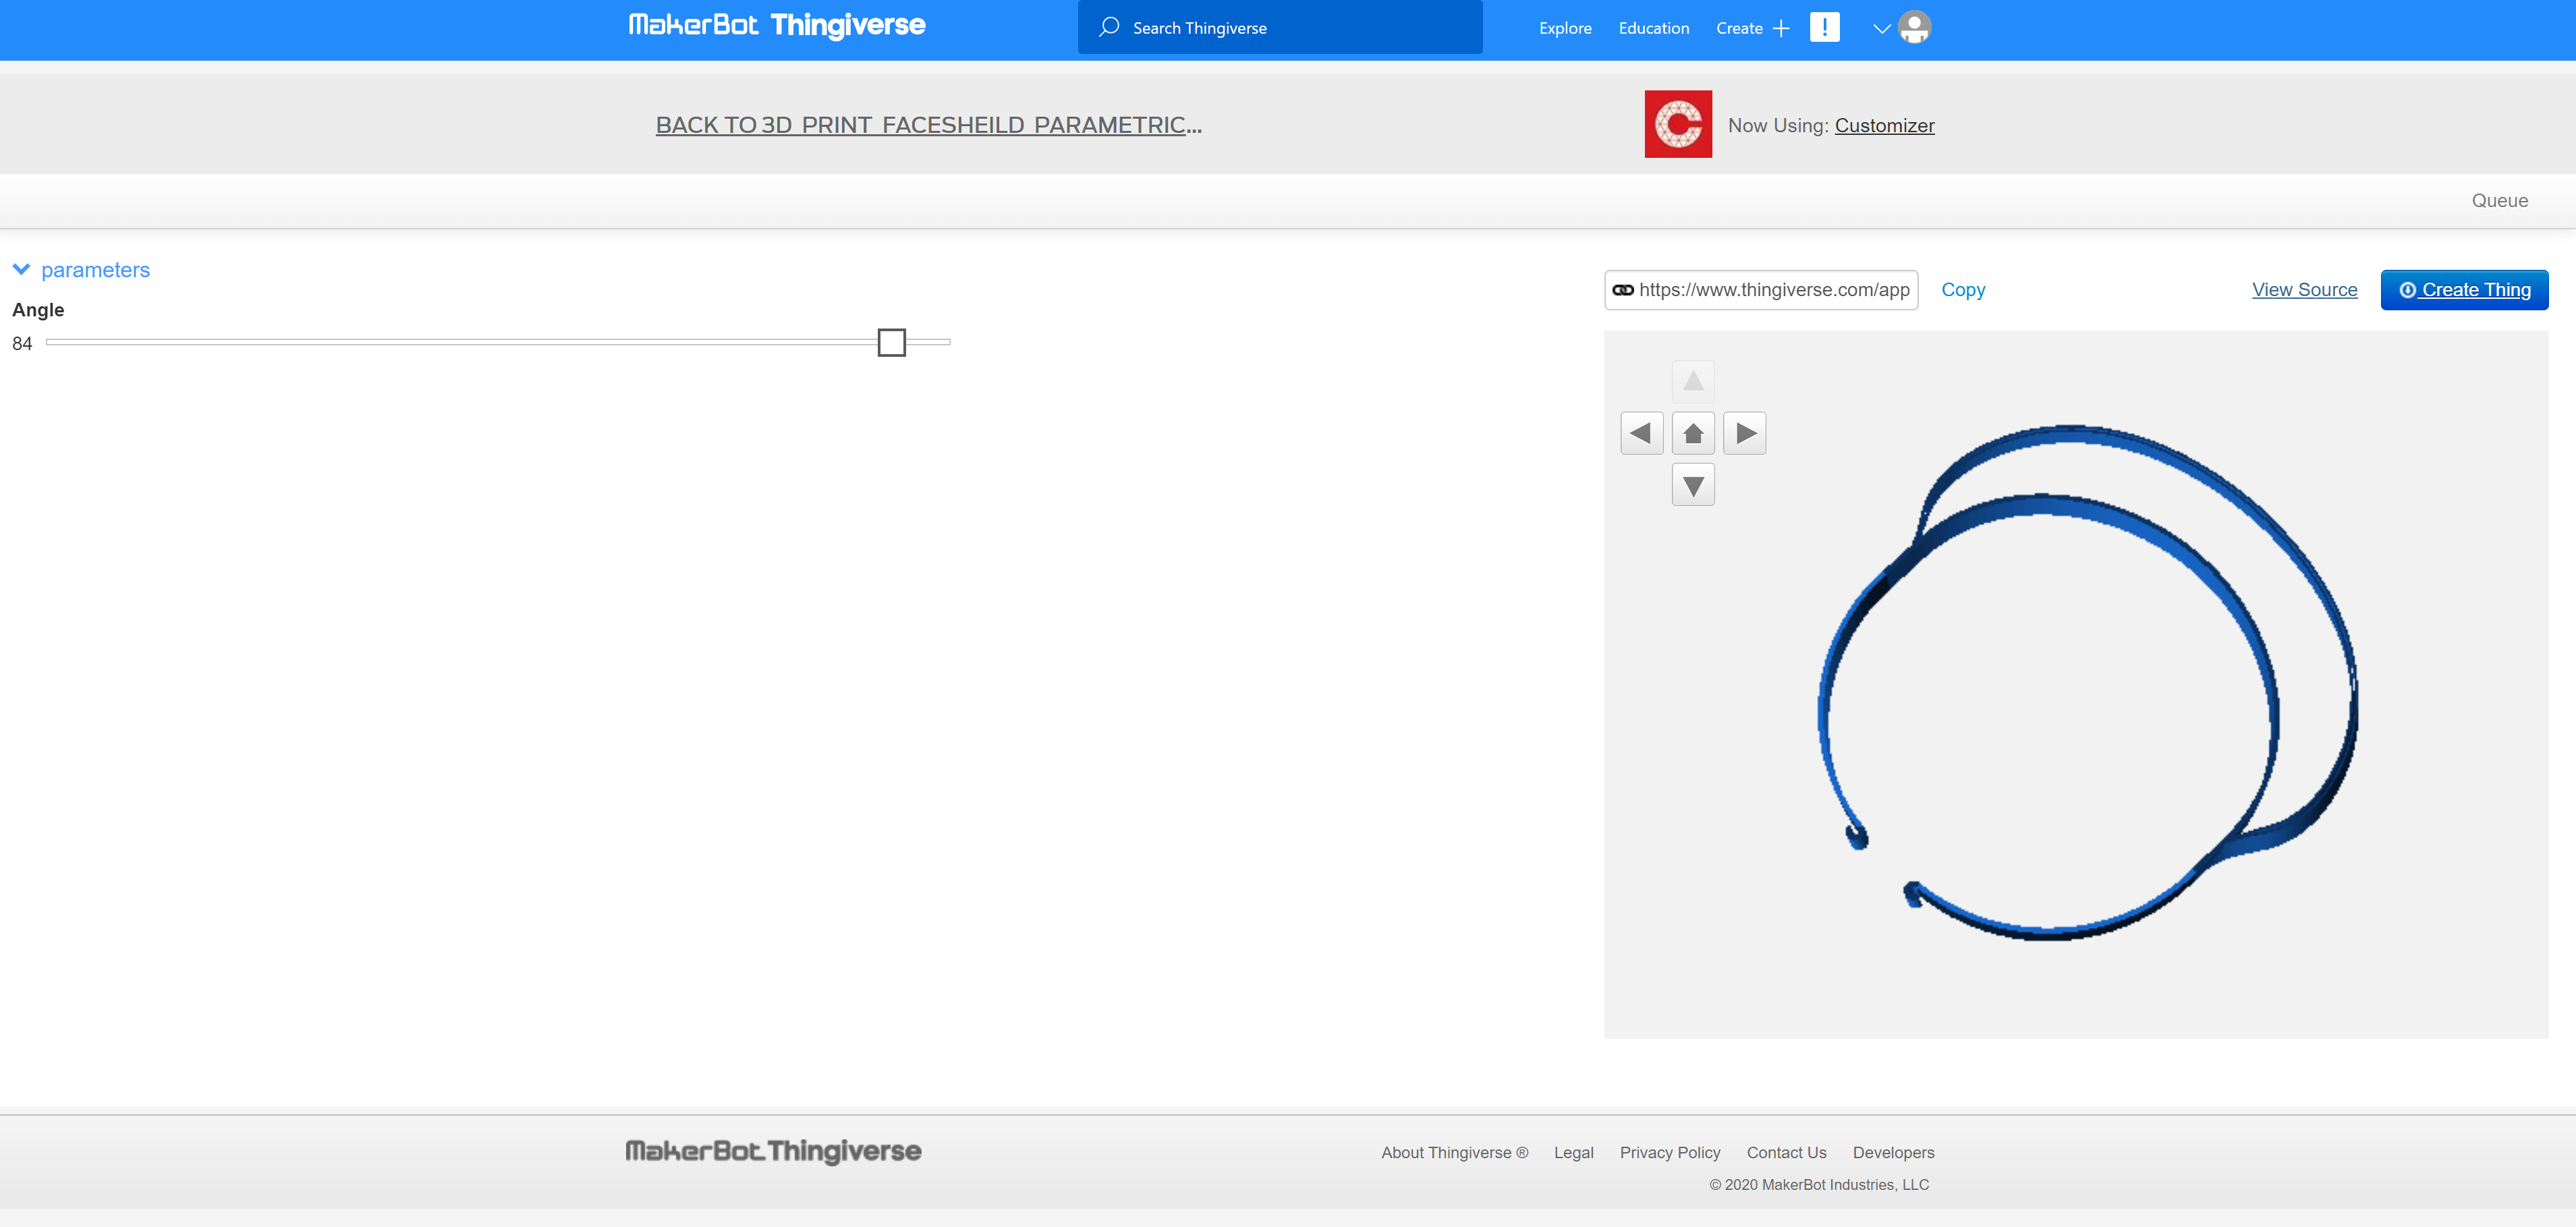 MakerBot Thingiverse
Search Thingiverse
Explore
Education
Create
!
BACK TO 3D_PRINT_FACESHEILD_PARAMETRIC...
Now Using: Customizer
Queue
parameters
Angle
84
https://www.thingiverse.com/app
Copy
View Source
Create Thing
MakerBot Thingiverse
About Thingiverse ® Legal Privacy Policy Contact Us Developers
© 2020 MakerBot Industries, LLC